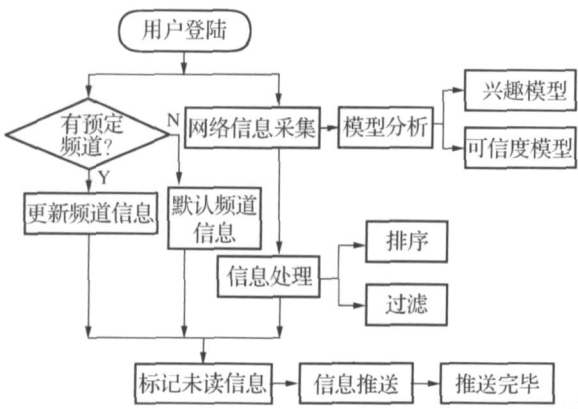 用户登陆
有预定
频道?
N
Y
网络信息采集
模型分析
兴趣模型
可信度模型
更新频道信息
默认频道
信息
信息处理
排序
过滤
标记未读信息
信息推送
推送完毕